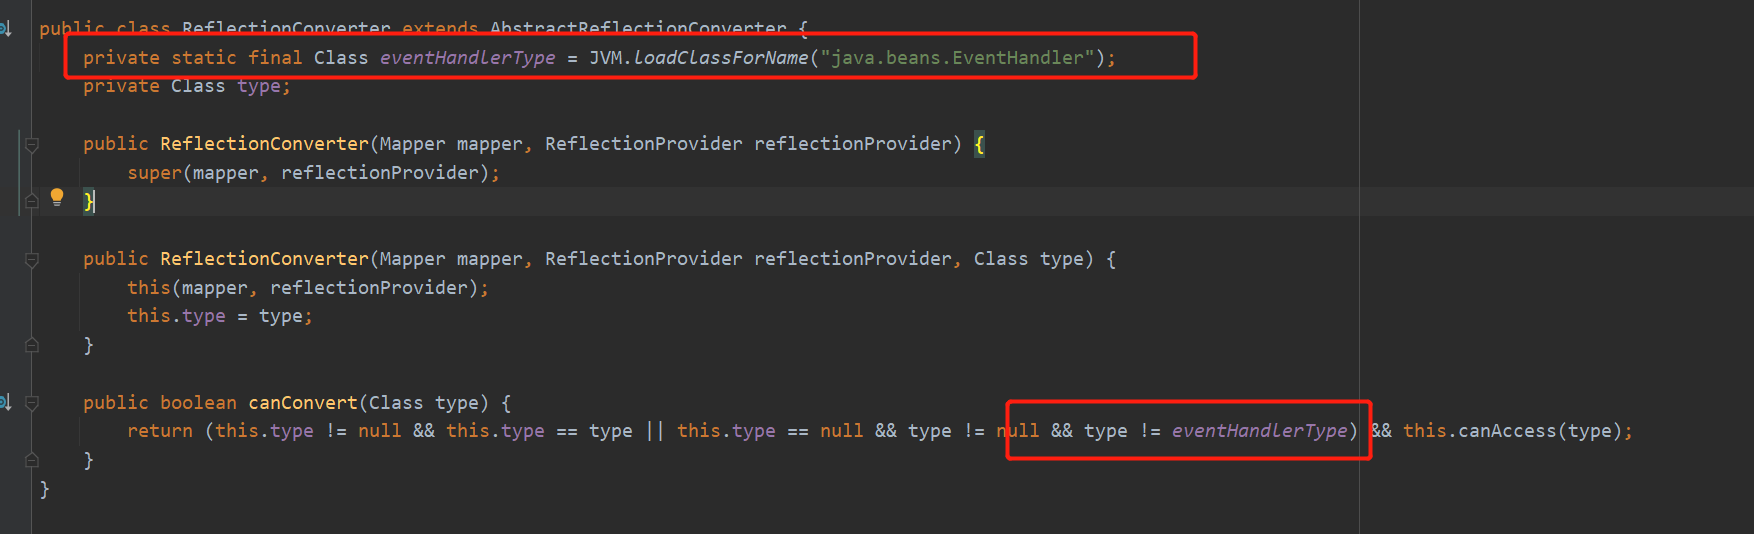 public class ReflectionConverter extends AbstractReflectionConverter {
private static final Class eventHandlerType = JVM.loadClassForName("java.beans.EventHandler");
private Class type;
public ReflectionConverter(Mapper mapper, ReflectionProvider reflectionProvider) {
super(mapper, reflectionProvider);
}
public ReflectionConverter(Mapper mapper, ReflectionProvider reflectionProvider, Class type) {
this(mapper, reflectionProvider);
this.type = type;
}
public boolean canConvert(Class type) {
return (this.type != null && this.type == type || this.type == null && type != null && type != eventHandlerType) && this.canAccess(type);
}
}